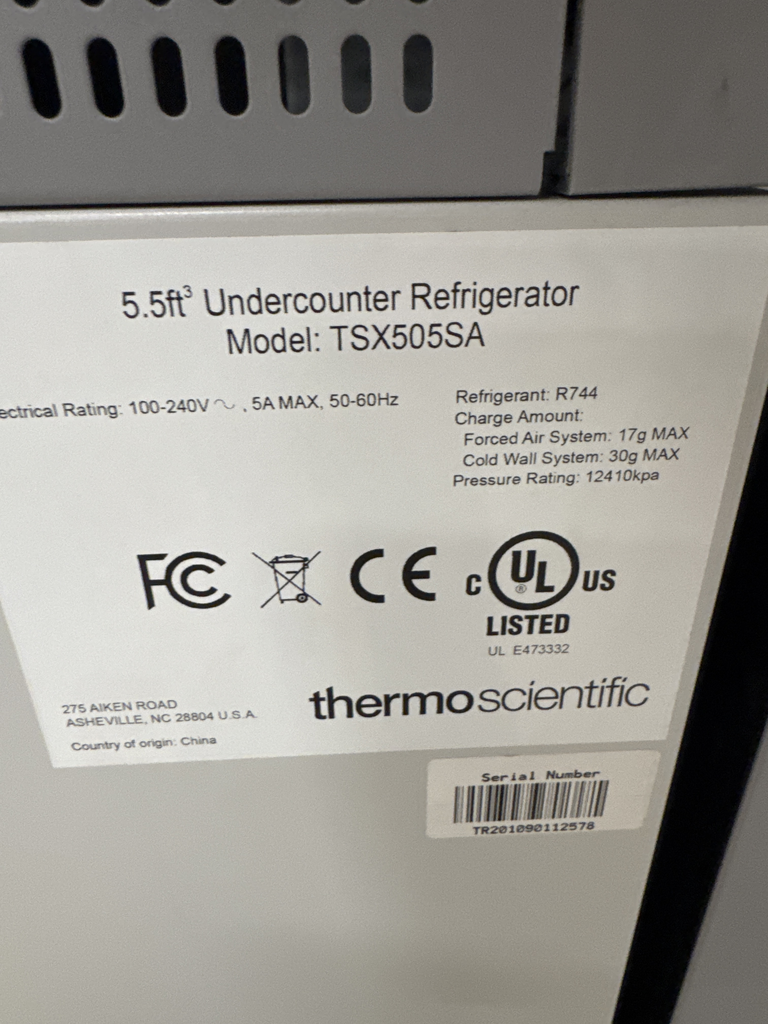 5.5ft³ Undercounter Refrigerator
Model: TSX505SA
ectrical Rating: 100-240V ∿ , 5A MAX, 50-60Hz
Refrigerant: R744
Charge Amount:
Forced Air System: 17g MAX
Cold Wall System: 30g MAX
Pressure Rating: 12410kpa
FC CE C UL ® US
LISTED
UL E473332
275 AIKEN ROAD
ASHEVILLE, NC 28804 U.S.A.
Country of origin: China
thermo scientific
Serial Number
TR201090112578